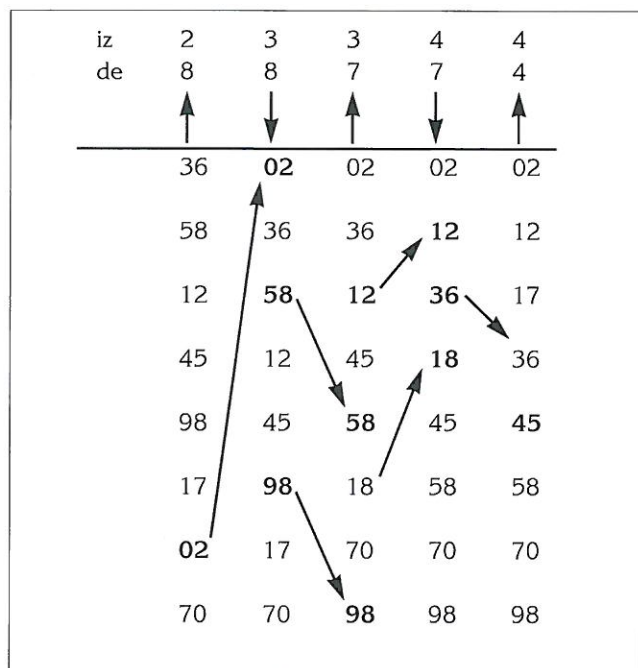 iz 2 3 3 4 4
de 8 8 7 7 4
36 02 02 02 02
58 36 36 12 12
12 58 12 36 17
45 12 45 18 36
98 45 58 45 45
17 98 18 58 58
02 17 70 70 70
70 70 98 98 98